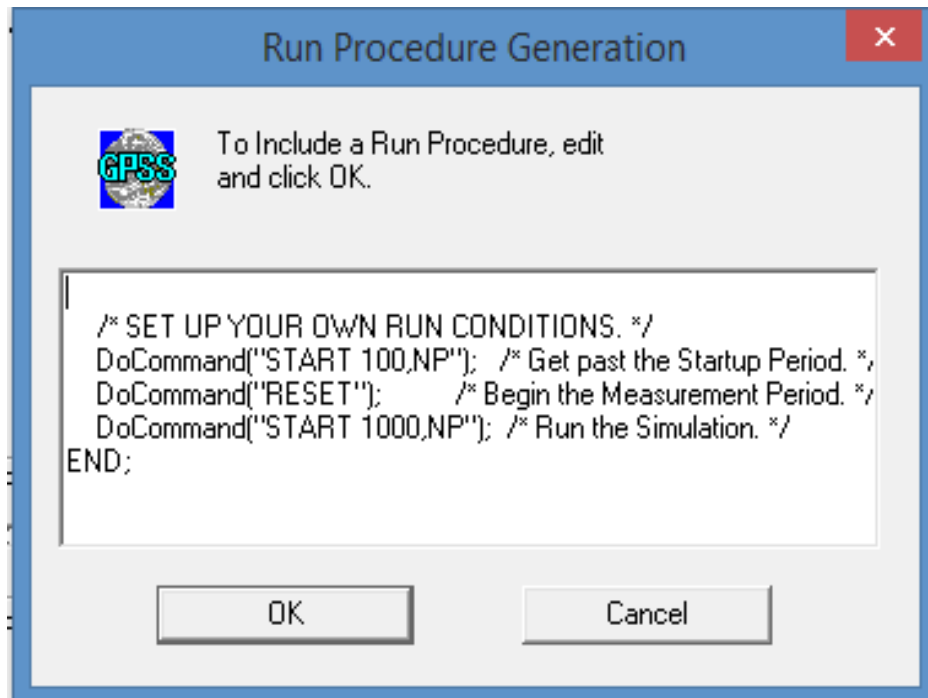 Run Procedure Generation
GPSS
To Include a Run Procedure, edit
and click OK.
/* SET UP YOUR OWN RUN CONDITIONS. */
DoCommand("START 100,NP"); /* Get past the Startup Period. */
DoCommand("RESET"); /* Begin the Measurement Period. */
DoCommand("START 1000,NP"); /* Run the Simulation. */
END;
OK
Cancel